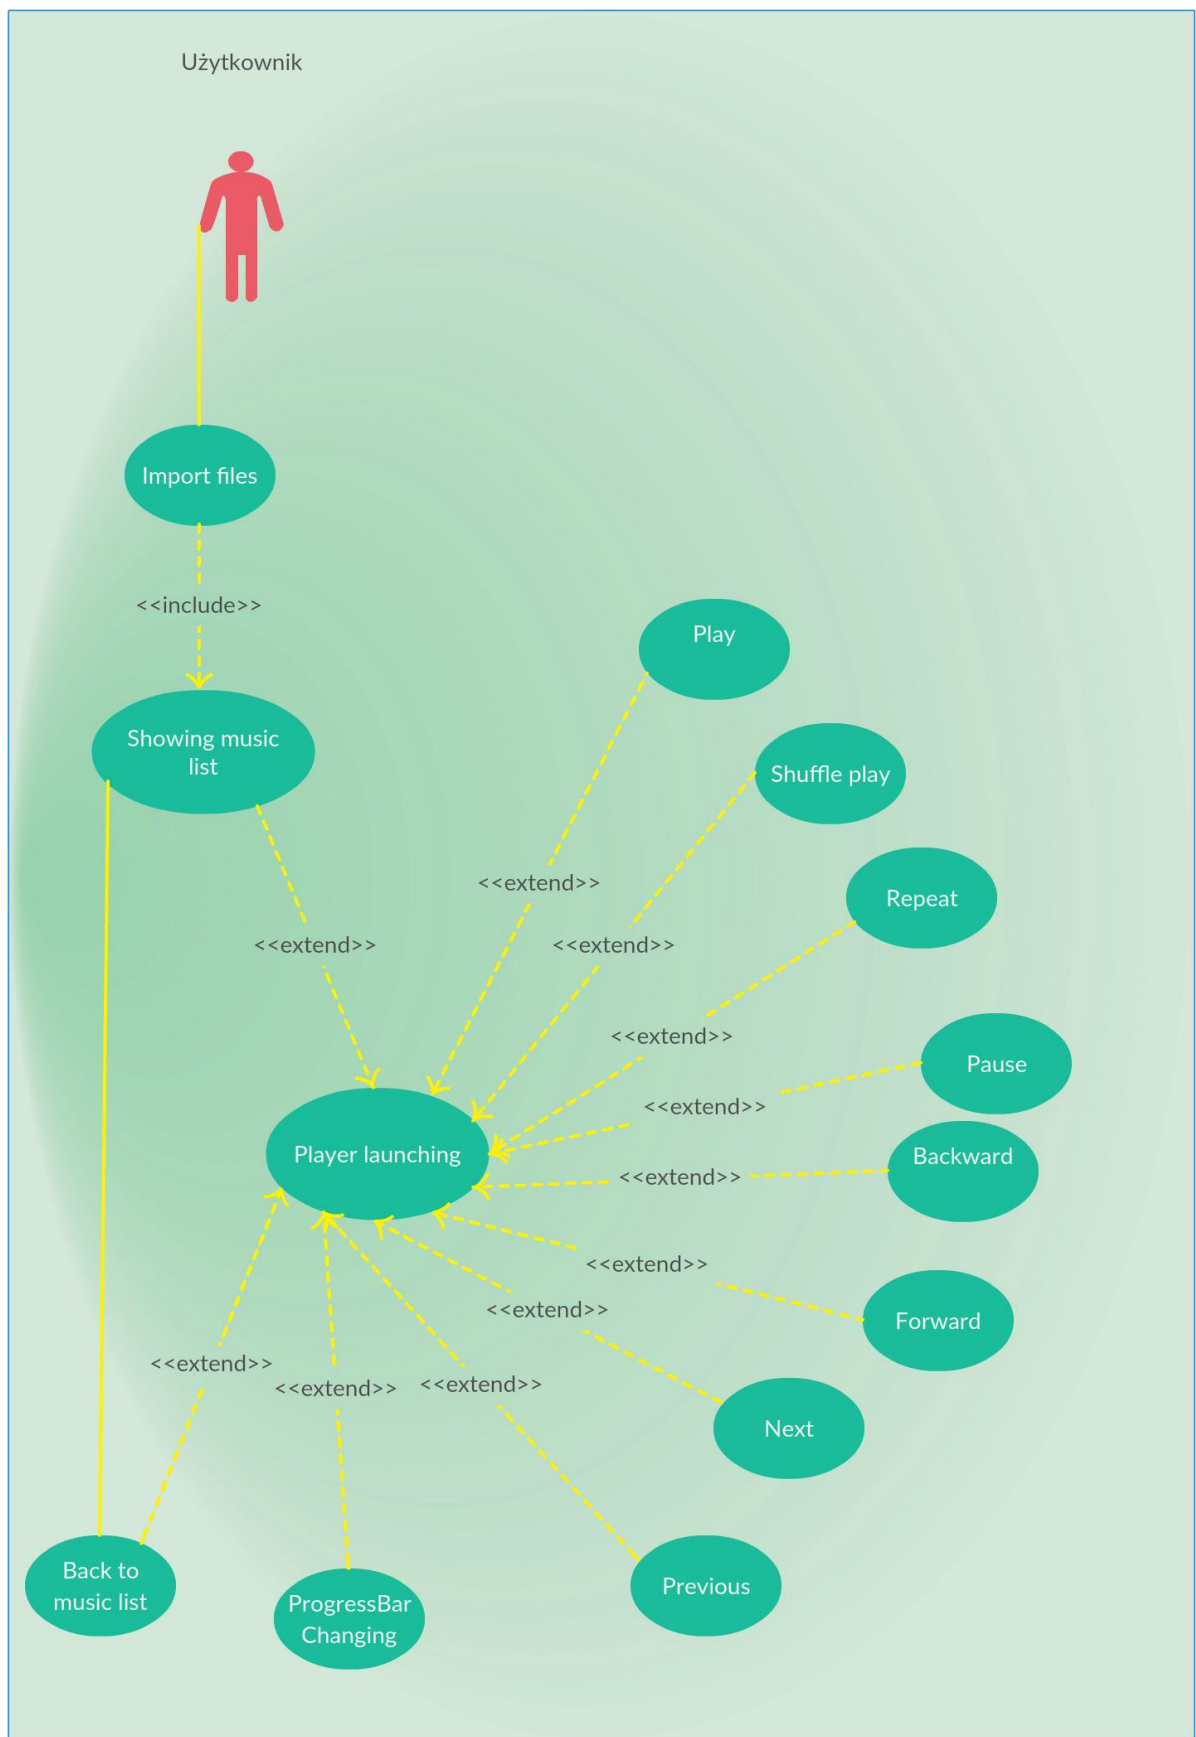 Użytkownik
Import files
<<include>>
Play
Showing music
list
Shuffle play
<<extend>>
Repeat
<<extend>>
<<extend>>
<<extend>>
Pause
<<extend>>
Player launching
Backward
<<extend>>
<<extend>>
Forward
<<extend>>
<<extend>>
<<extend>>
<<extend>>
Next
Back to
music list
ProgressBar
Changing
Previous